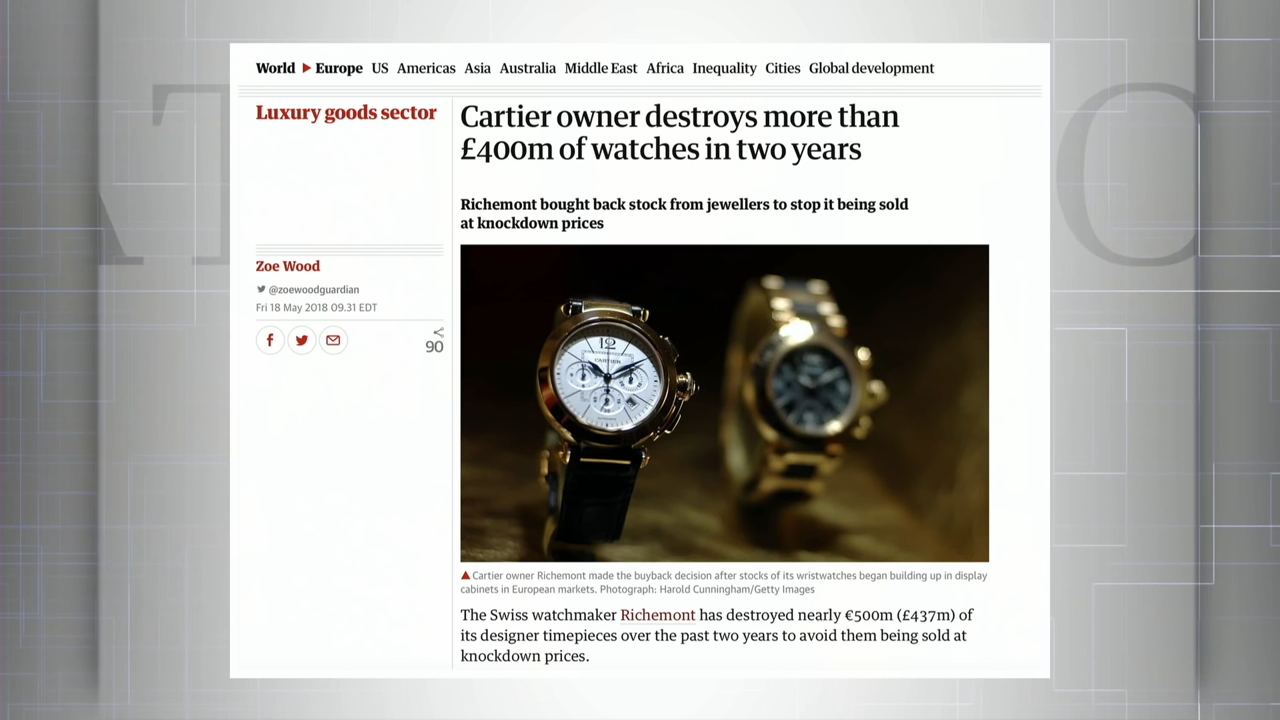 World Europe US Americas Asia Australia Middle East Africa Inequality Cities Global development
Luxury goods sector
Cartier owner destroys more than
£400m of watches in two years
Richemont bought back stock from jewellers to stop it being sold
at knockdown prices
Zoe Wood
@zoewoodguardian
Fri 18 May 2018 09.31 EDT
90
12
CARTIER
Cartier owner Richemont made the buyback decision after stocks of its wristwatches began building up in display
cabinets in European markets. Photograph: Harold Cunningham/Getty Images
The Swiss watchmaker Richemont has destroyed nearly €500m (£437m) of
its designer timepieces over the past two years to avoid them being sold at
knockdown prices.